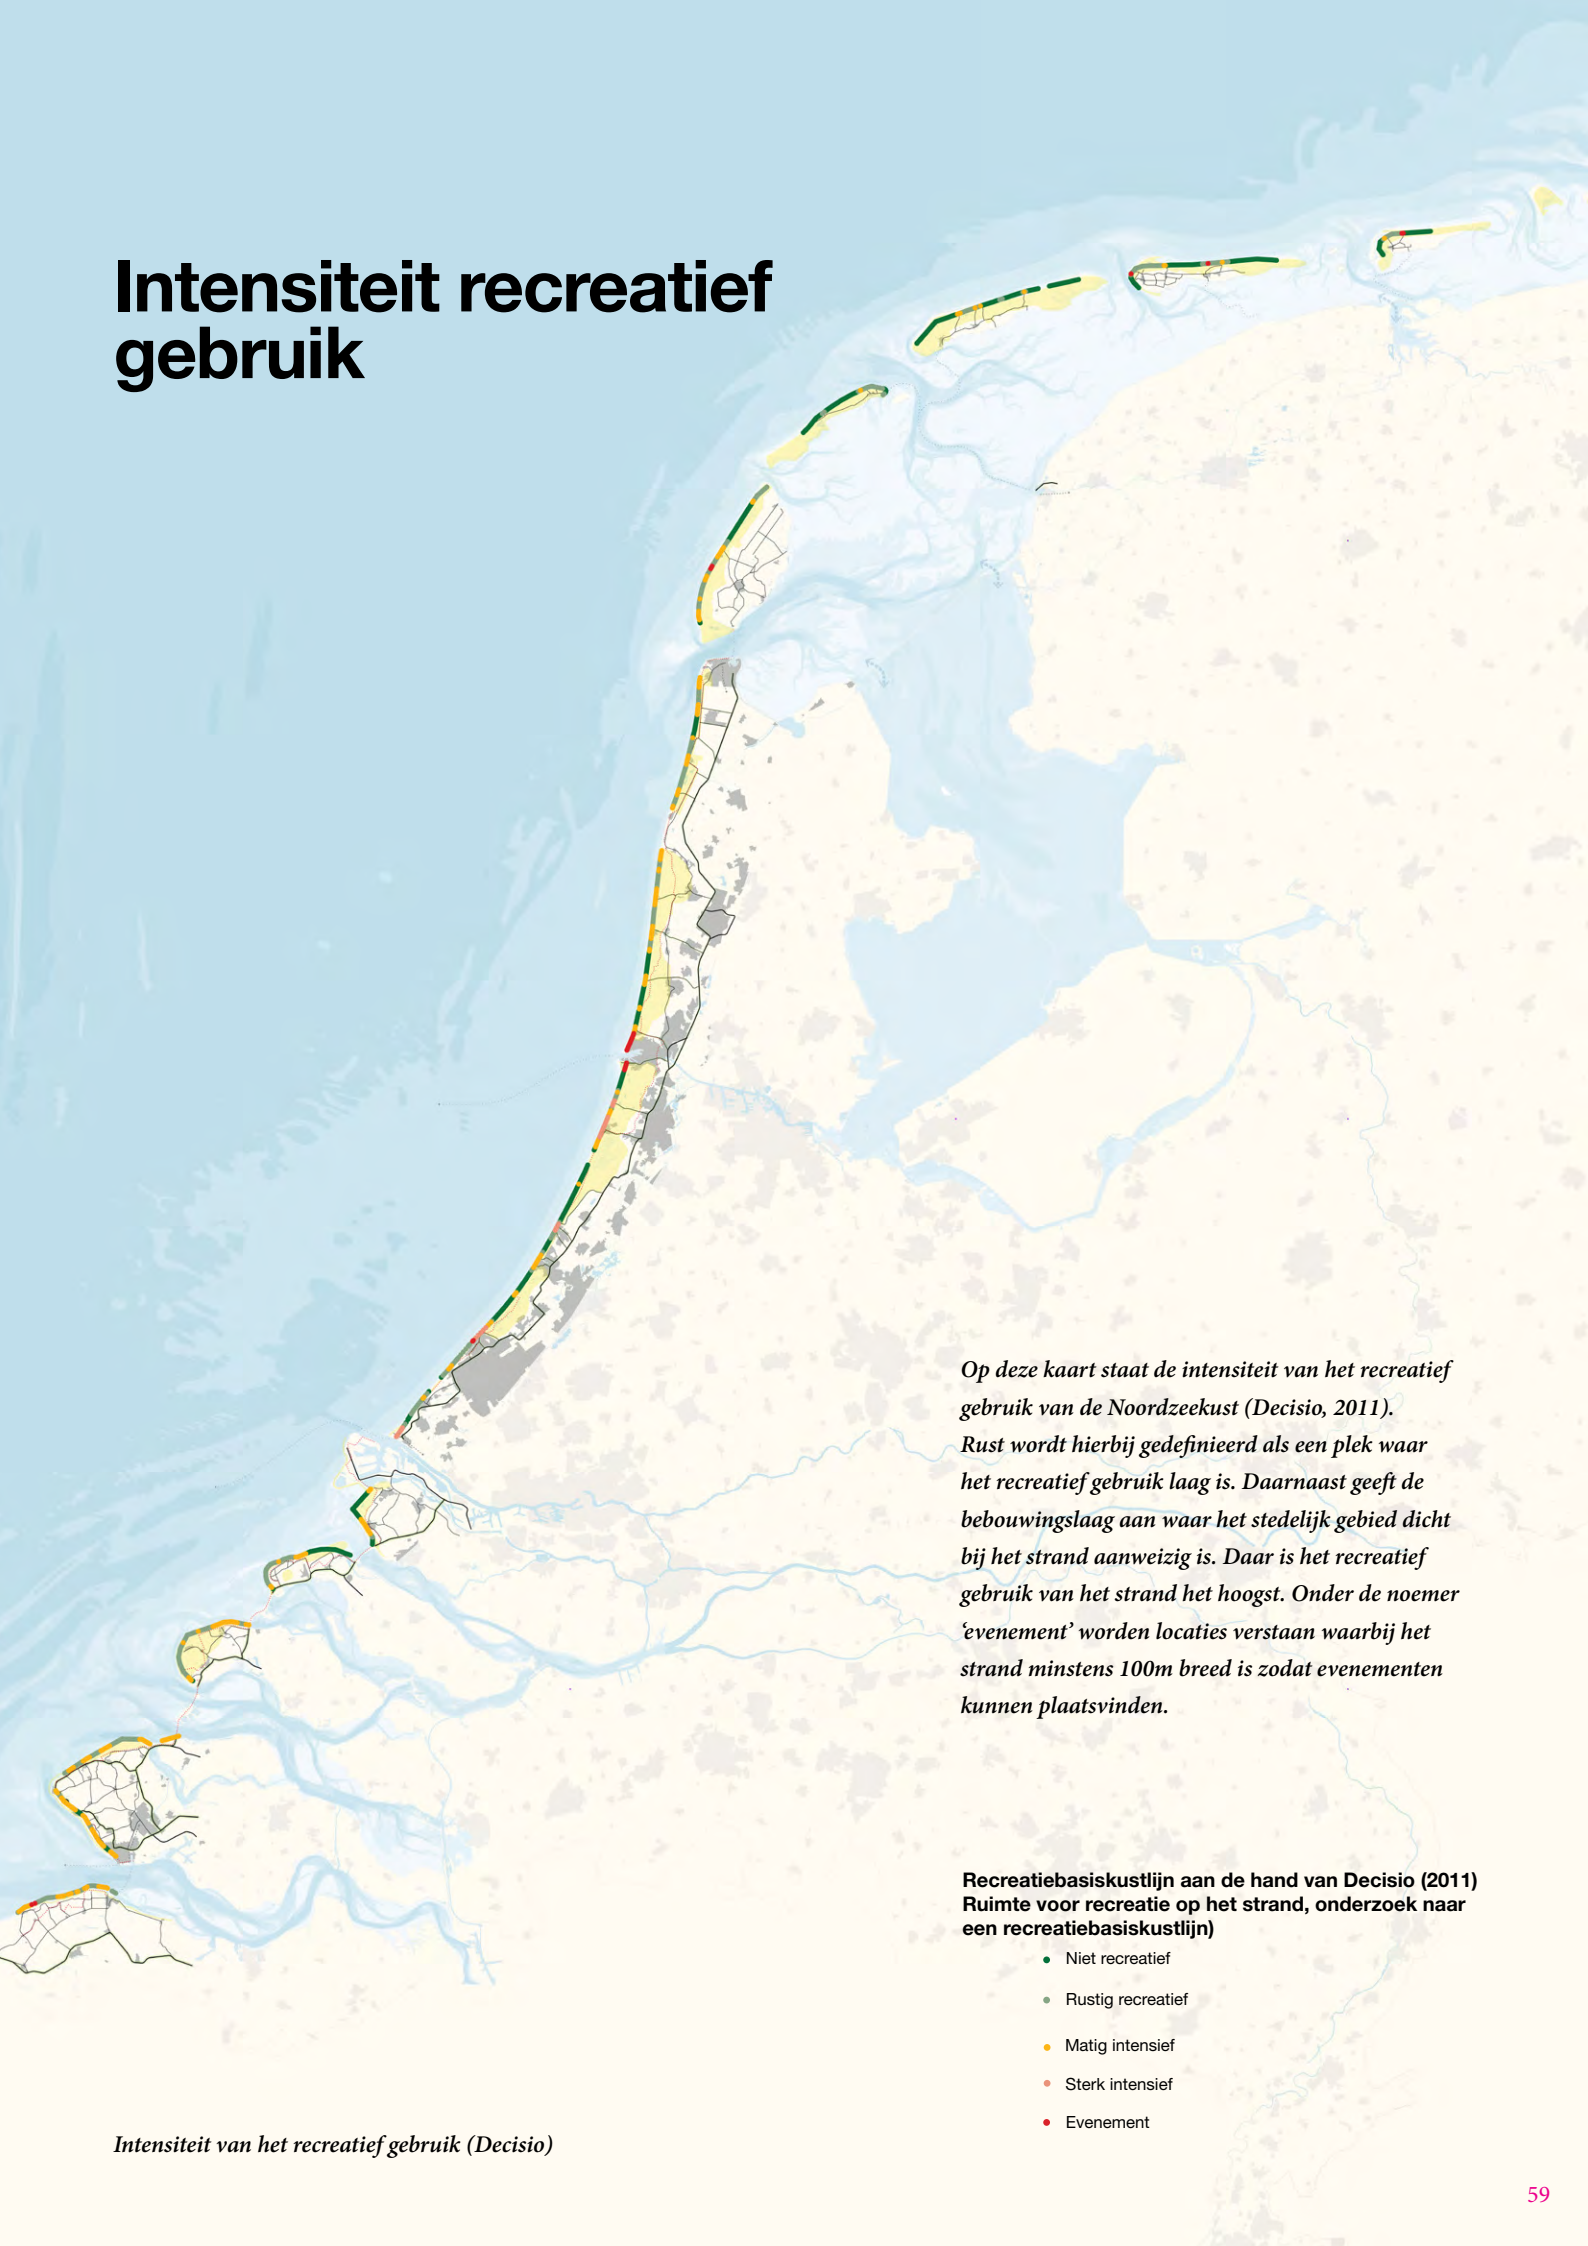 Intensiteit recreatief
gebruik
Op deze kaart staat de intensiteit van het recreatief
gebruik van de Noordzeekust (Decisio, 2011).
Rust wordt hierbij gedefinieerd als een plek waar
het recreatief gebruik laag is. Daarnaast geeft de
bebouwingslaag aan waar het stedelijk gebied dicht
bij het strand aanweizig is. Daar is het recreatief
gebruik van het strand het hoogst. Onder de noemer
‘evenement’ worden locaties verstaan waarbij het
strand minstens 100m breed is zodat evenementen
kunnen plaatsvinden.
Recreatiebasiskustlijn aan de hand van Decisio (2011)
Ruimte voor recreatie op het strand, onderzoek naar
een recreatiebasiskustlijn)
Niet recreatief
Rustig recreatief
Matig intensief
Sterk intensief
Evenement
Intensiteit van het recreatief gebruik (Decisio)
59